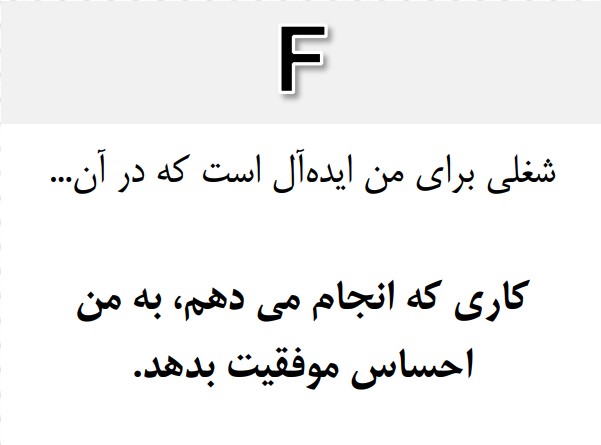 F
شغلی برای من ایده‌آل است که در آن...
کاری که انجام می دهم، به من
احساس موفقیت بدهد.